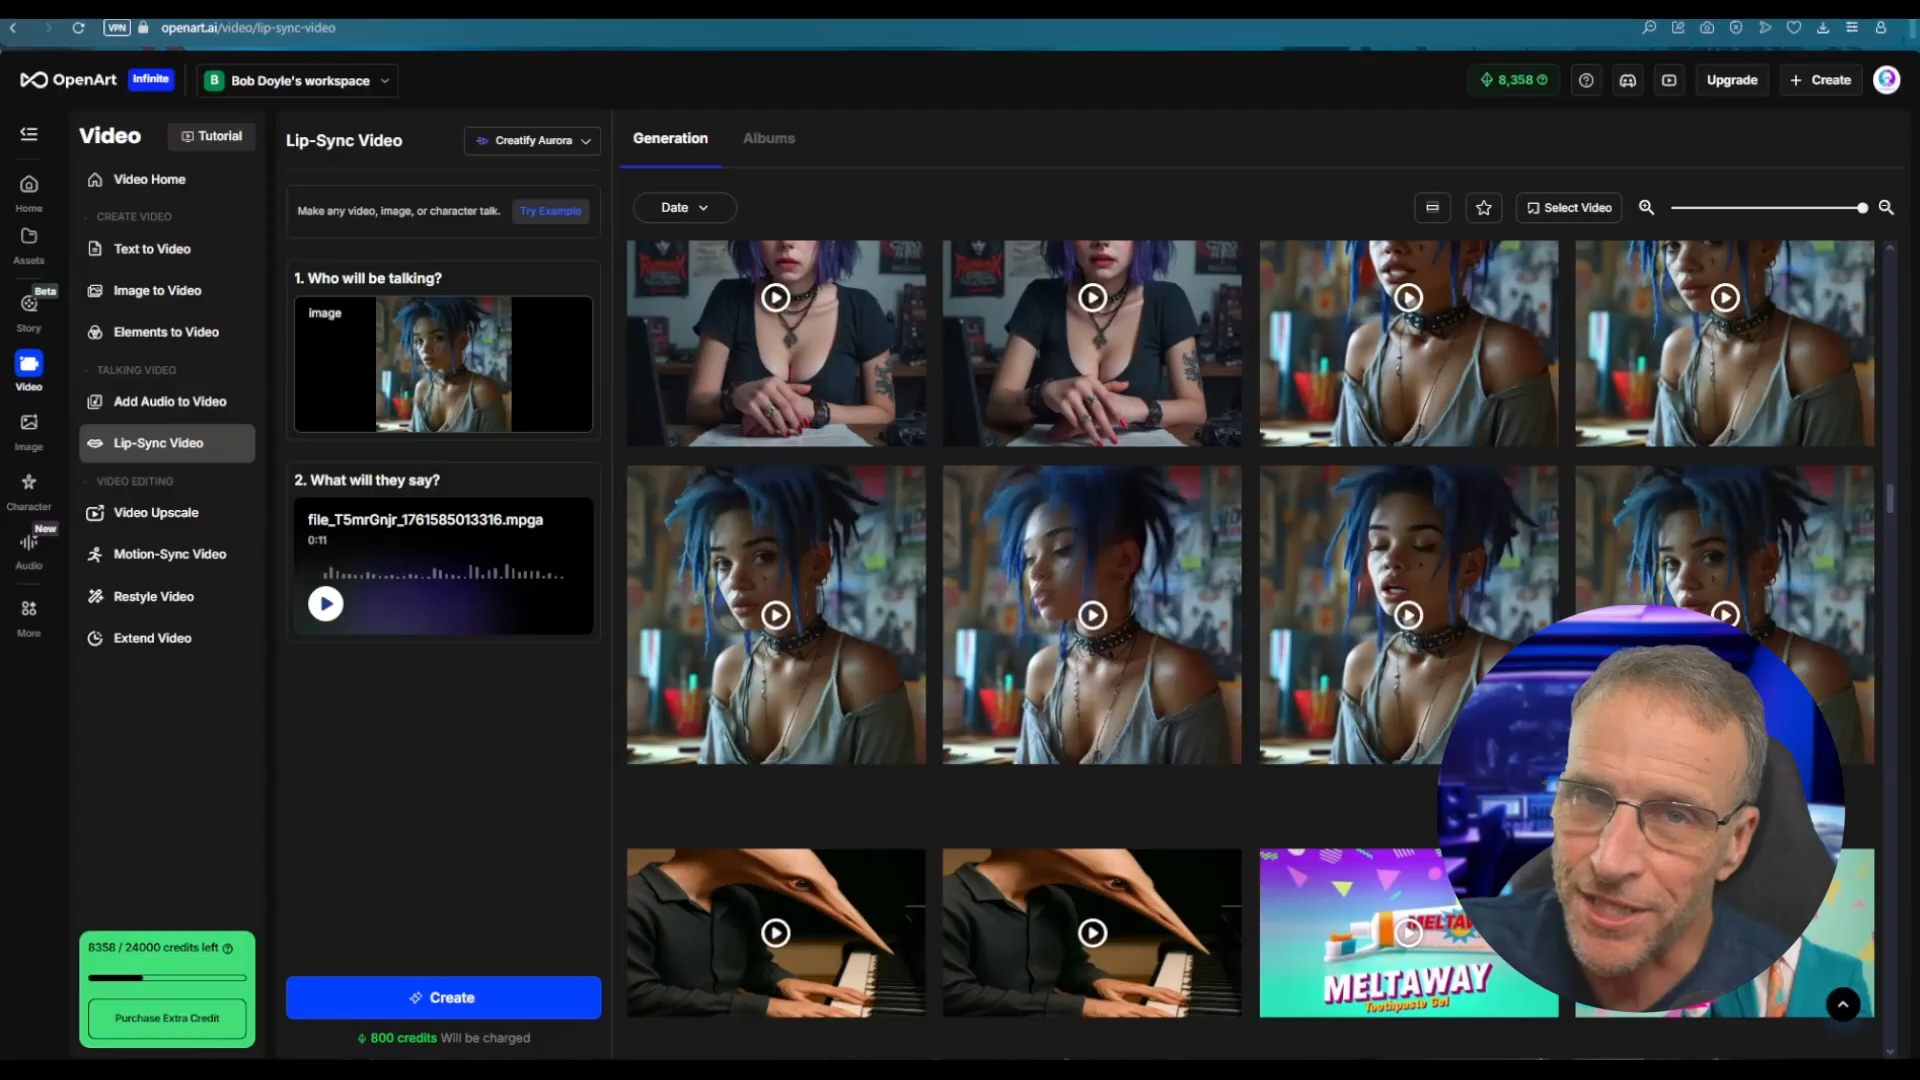 VPN
openart.ai/video/lip-sync-video
OpenArt
Infinite
B
Bob Doyle's workspace
8,358
Upgrade
Create
Home
Assets
Beta
Story
Video
Image
Character
New
Audio
More
Video
Tutorial
Video Home
CREATE VIDEO
Text to Video
Image to Video
Elements to Video
TALKING VIDEO
Add Audio to Video
Lip-Sync Video
VIDEO EDITING
Video Upscale
Motion-Sync Video
Restyle Video
Extend Video
8358 / 24000 credits left
Purchase Extra Credit
Lip-Sync Video
Creatify Aurora
Make any video, image, or character talk.
Try Example
1. Who will be talking?
Image
2. What will they say?
file_T5mrGnjr_1761585013316.mpga
0:11
Create
800 credits Will be charged
Generation
Albums
Date
Select Video
MELTAWAY
Toothpaste Gel